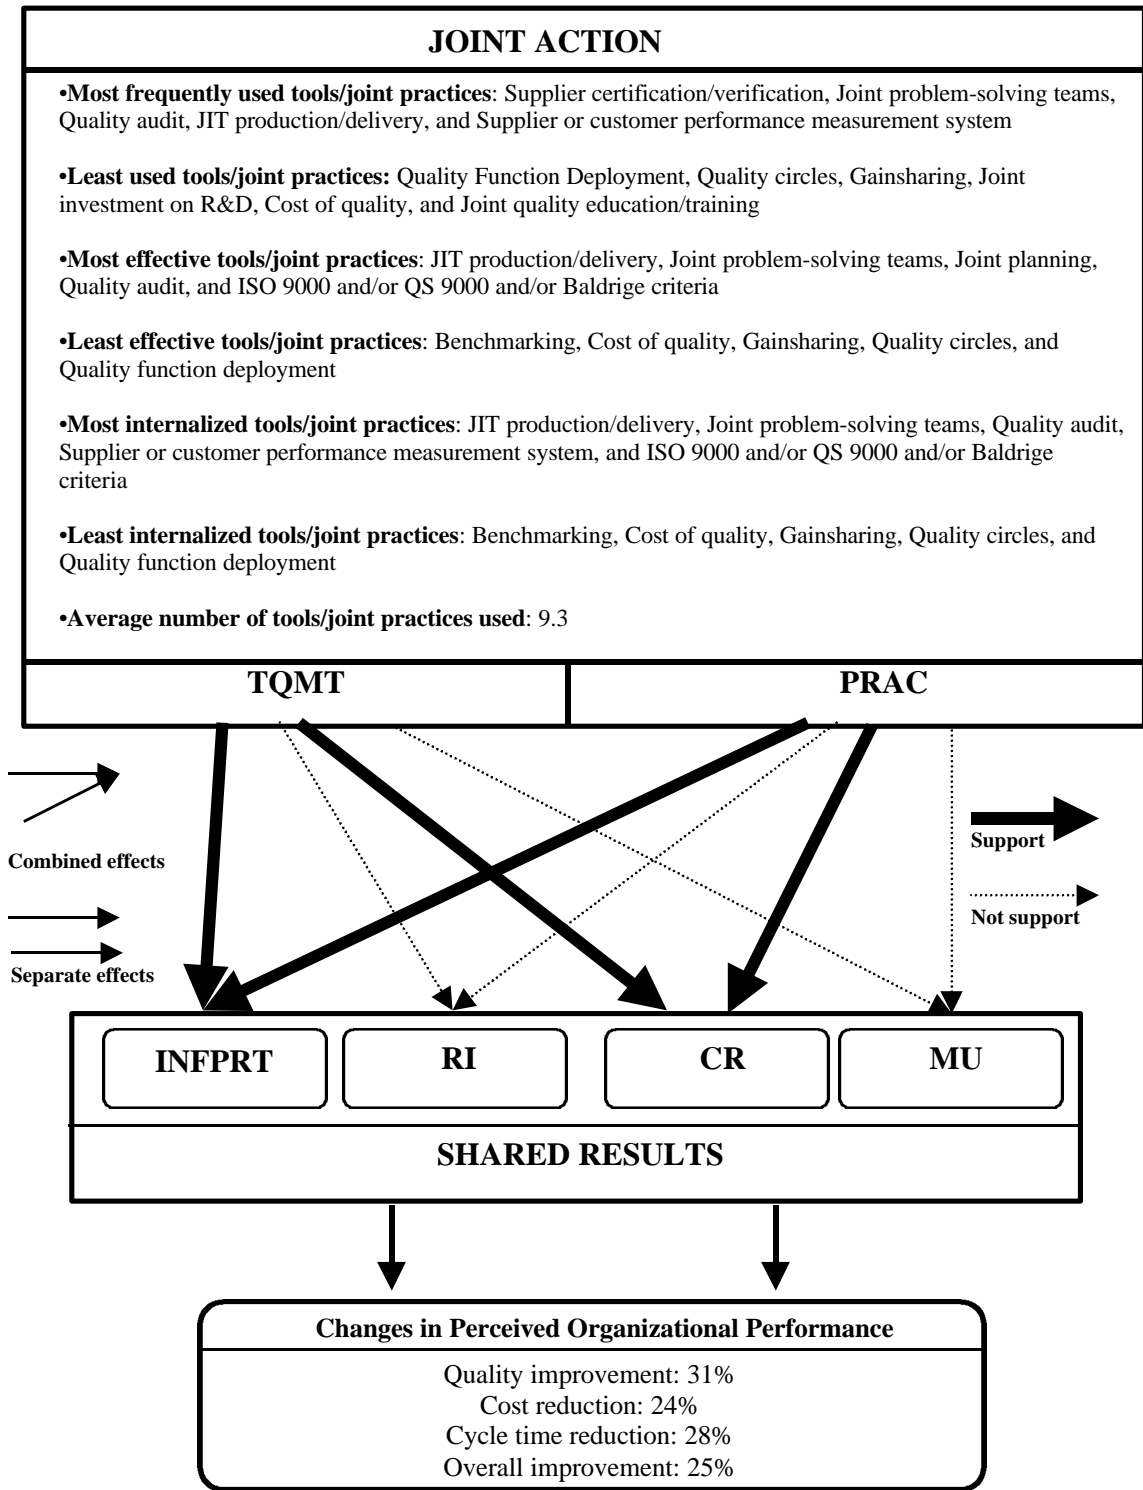 JOINT ACTION
•Most frequently used tools/joint practices: Supplier certification/verification, Joint problem-solving teams,
Quality audit, JIT production/delivery, and Supplier or customer performance measurement system
•Least used tools/joint practices: Quality Function Deployment, Quality circles, Gainsharing, Joint
investment on R&D, Cost of quality, and Joint quality education/training
•Most effective tools/joint practices: JIT production/delivery, Joint problem-solving teams, Joint planning,
Quality audit, and ISO 9000 and/or QS 9000 and/or Baldrige criteria
•Least effective tools/joint practices: Benchmarking, Cost of quality, Gainsharing, Quality circles, and
Quality function deployment
•Most internalized tools/joint practices: JIT production/delivery, Joint problem-solving teams, Quality audit,
Supplier or customer performance measurement system, and ISO 9000 and/or QS 9000 and/or Baldrige
criteria
•Least internalized tools/joint practices: Benchmarking, Cost of quality, Gainsharing, Quality circles, and
Quality function deployment
•Average number of tools/joint practices used: 9.3
TQMT
PRAC
Combined effects
Separate effects
Support
Not support
INFPRT
RI
CR
MU
SHARED RESULTS
Changes in Perceived Organizational Performance
Quality improvement: 31%
Cost reduction: 24%
Cycle time reduction: 28%
Overall improvement: 25%